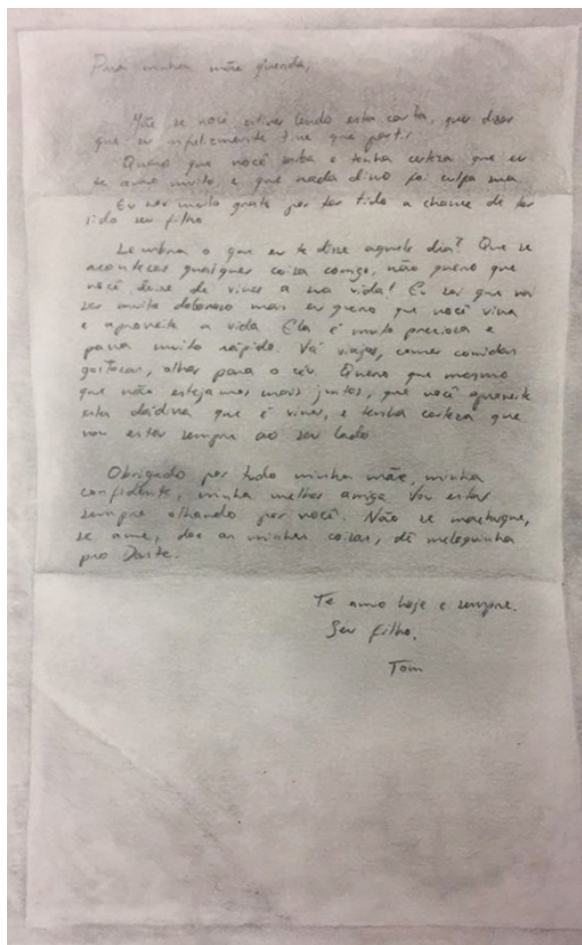 Para minha mãe querida,
Mãe se você estiver lendo esta carta, quer dizer
que eu infelizmente tive que partir
Quero que você saiba e tenha certeza que eu
te amo muito, e que nada disso foi culpa sua
Eu sou muito grato por ter tido a chance de ter
sido seu filho
Lembra o que eu te disse aquele dia? Que se
acontecer qualquer coisa comigo, não quero que
você deixe de viver a sua vida! Eu sei que vai
ser muito doloroso mais eu quero que você viva
e aproveite a vida. Ela é muito preciosa e
passa muito rápido. Vá viajar, comer comidas
gostosas, olhar para o céu. Quero que mesmo
que não estejamos mais juntos, que você aproveite
esta dádiva que é viver, e tenha certeza que
vou estar sempre ao seu lado
Obrigado por tudo minha mãe, minha
confidente, minha melhor amiga. Vou estar
sempre olhando por você. Não se machuque,
se ame, doe as minhas coisas, dê
pro
Te amo hoje e sempre.
Seu filho,
Tom